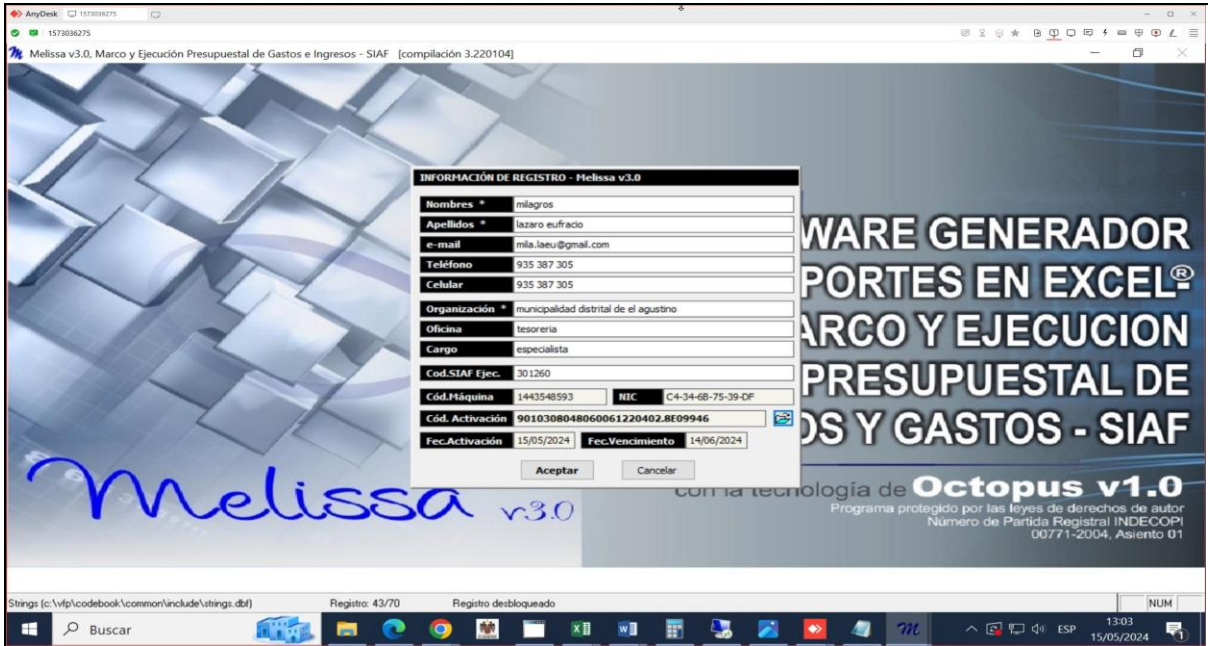 AnyDesk 1573036275
1573036275
Melissa v3.0, Marco y Ejecución Presupuestal de Gastos e Ingresos - SIAF [compilación 3.220104]
INFORMACIÓN DE REGISTRO - Melissa v3.0
Nombres * milagros
Apellidos * lazaro eufracio
e-mail mila.laeu@gmail.com
Teléfono 935 387 305
Celular 935 387 305
Organización * municipalidad distrital de el agustino
Oficina tesoreria
Cargo especialista
Cod.SIAF Ejec. 301260
Cód.Máquina 1443548593 NIC C4-34-6B-75-39-DF
Cód. Activación 9010308048060061220402.8E09946
Fec.Activación 15/05/2024 Fec.Vencimiento 14/06/2024
Aceptar Cancelar
WARE GENERADOR
PORTES EN EXCEL®
ARCO Y EJECUCION
PRESUPUESTAL DE
OS Y GASTOS - SIAF
Melissa v3.0
con la tecnología de Octopus v1.0
Programa protegido por las leyes de derechos de autor
Número de Partida Registral INDECOPI
00771-2004, Asiento 01
Strings (c:\vfp\codebook\common\include\strings.dbf) Registro: 43/70 Registro desbloqueado NUM
Buscar ESP 13:03
15/05/2024